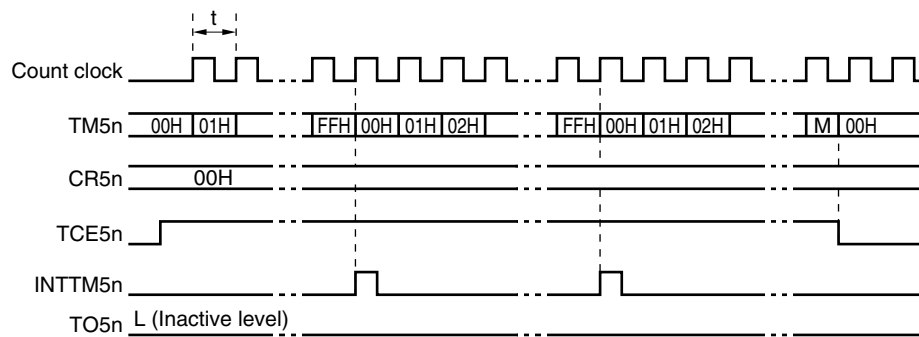 t
Count clock
TM5n 00H 01H FFH 00H 01H 02H FFH 00H 01H 02H M 00H
CR5n 00H
TCE5n
INTTM5n
TO5n L (Inactive level)